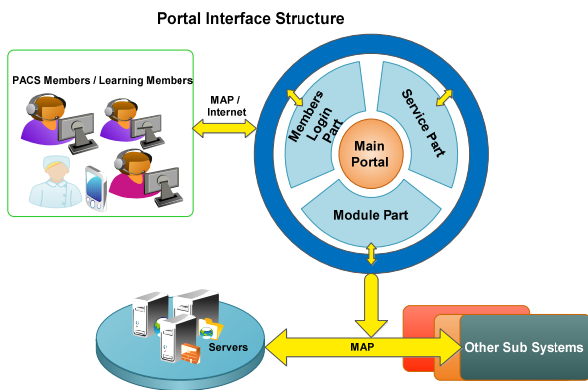 Portal Interface Structure
PACS Members / Learning Members
MAP /
Internet
Members
Login
Part
Service Part
Main
Portal
Module Part
Servers
MAP
Other Sub Systems